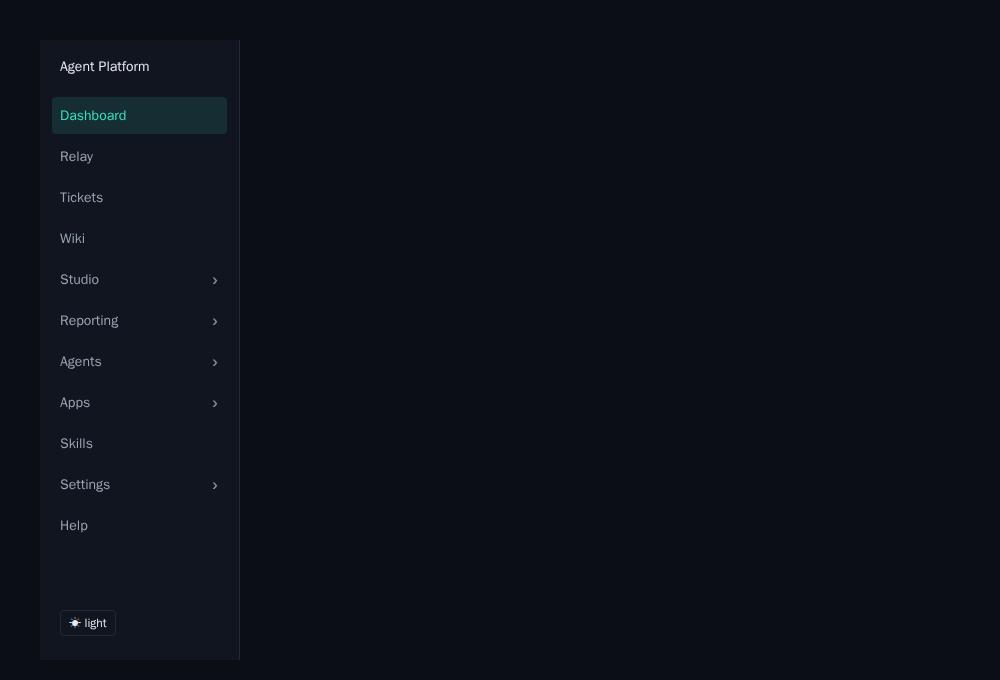 Agent Platform
Dashboard
Relay
Tickets
Wiki
Studio ›
Reporting ›
Agents ›
Apps ›
Skills
Settings ›
Help
☀ light